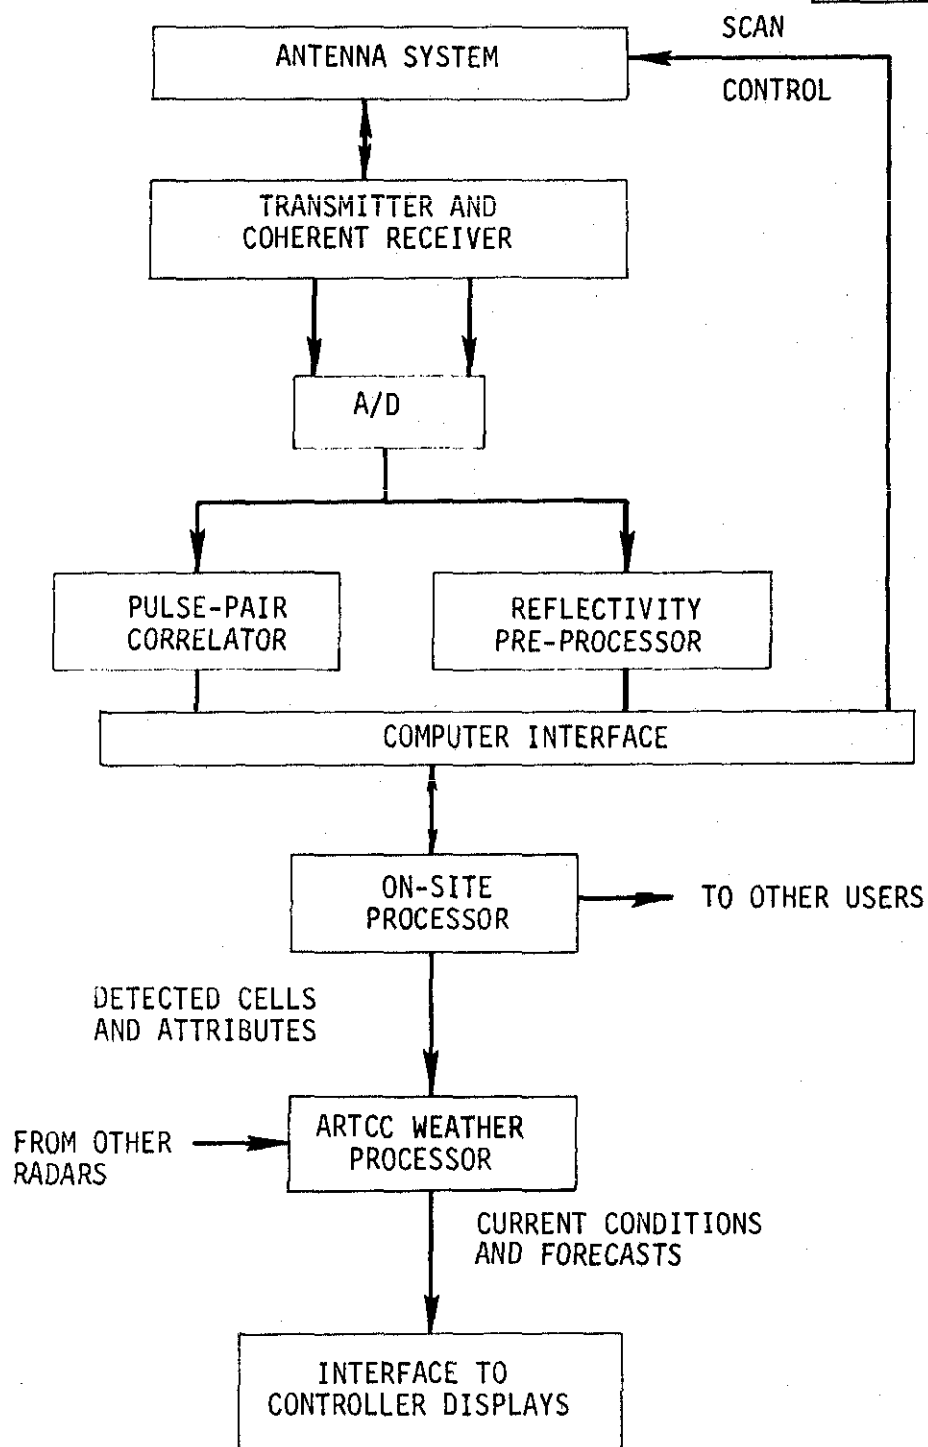 SCAN
ANTENNA SYSTEM
CONTROL
TRANSMITTER AND
COHERENT RECEIVER
A/D
PULSE-PAIR
CORRELATOR
REFLECTIVITY
PRE-PROCESSOR
COMPUTER INTERFACE
ON-SITE
PROCESSOR
TO OTHER USERS
DETECTED CELLS
AND ATTRIBUTES
ARTCC WEATHER
PROCESSOR
FROM OTHER
RADARS
CURRENT CONDITIONS
AND FORECASTS
INTERFACE TO
CONTROLLER DISPLAYS